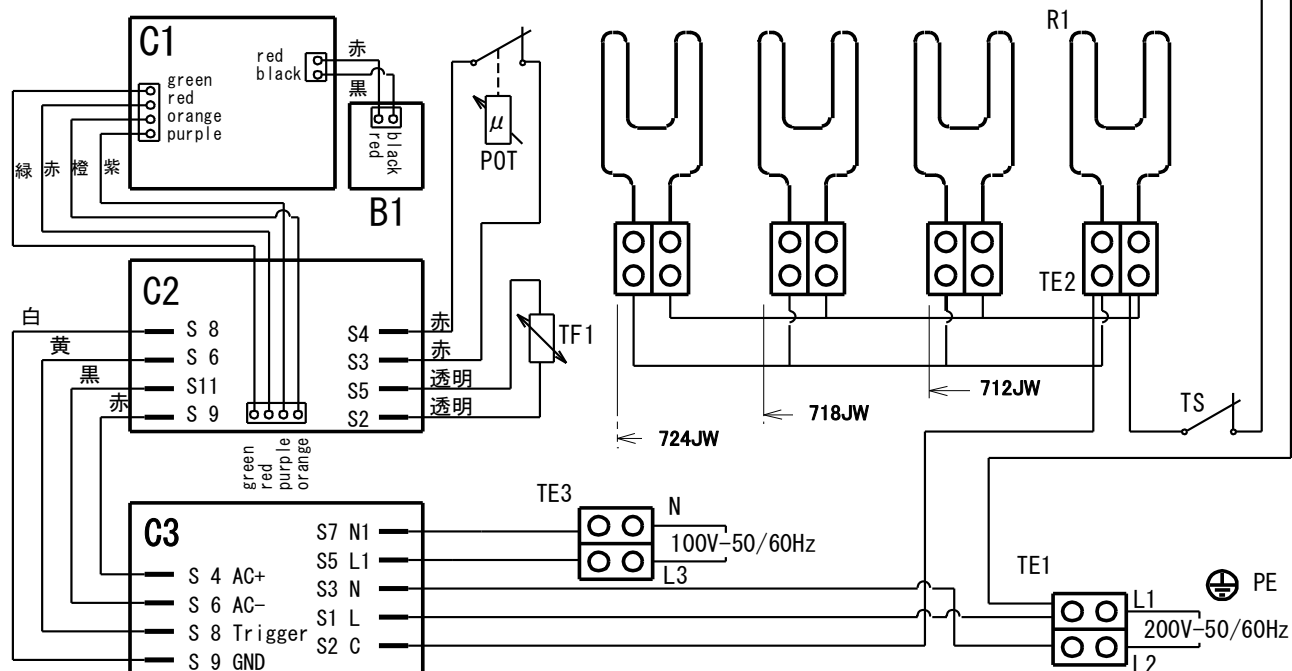 C1
red
black
green
red
orange
purple
赤
黒
red
black
B1
緑 赤 橙 紫
μ
POT
R1
TE2
C2
白
黄
黒
赤
S 8
S 6
S11
S 9
S4
S3
S5
S2
赤
赤
透明
透明
green
red
purple
orange
TF1
712JW
718JW
724JW
TS
C3
S 4 AC+
S 6 AC-
S 8 Trigger
S 9 GND
S7 N1
S5 L1
S3 N
S1 L
S2 C
TE3
N
100V-50/60Hz
L3
TE1
PE
L1
200V-50/60Hz
L2